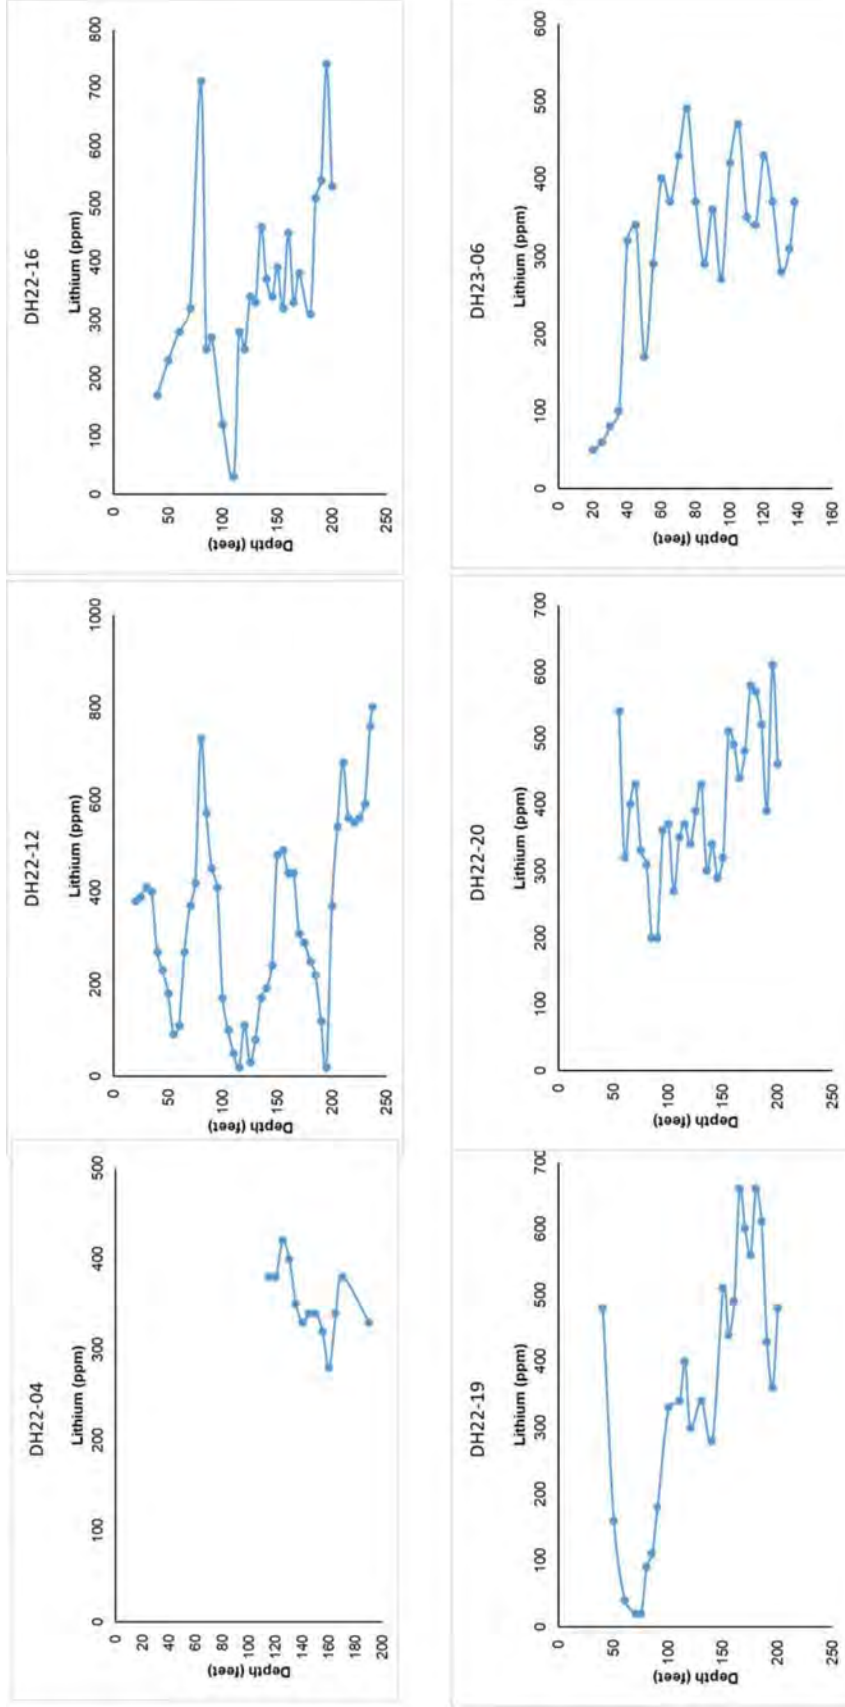 DH22-04
Lithium (ppm)
0 100 200 300 400 500
0
20
40
60
80
100
120
140
160
180
200
Depth (feet)
DH22-12
Lithium (ppm)
0 200 400 600 800 1000
0
50
100
150
200
250
Depth (feet)
DH22-16
Lithium (ppm)
0 100 200 300 400 500 600 700 800
0
50
100
150
200
250
Depth (feet)
DH22-19
Lithium (ppm)
0 100 200 300 400 500 600 700
0
50
100
150
200
250
Depth (feet)
DH22-20
Lithium (ppm)
0 100 200 300 400 500 600 700
0
50
100
150
200
250
Depth (feet)
DH23-06
Lithium (ppm)
0 100 200 300 400 500 600
0
20
40
60
80
100
120
140
160
Depth (feet)